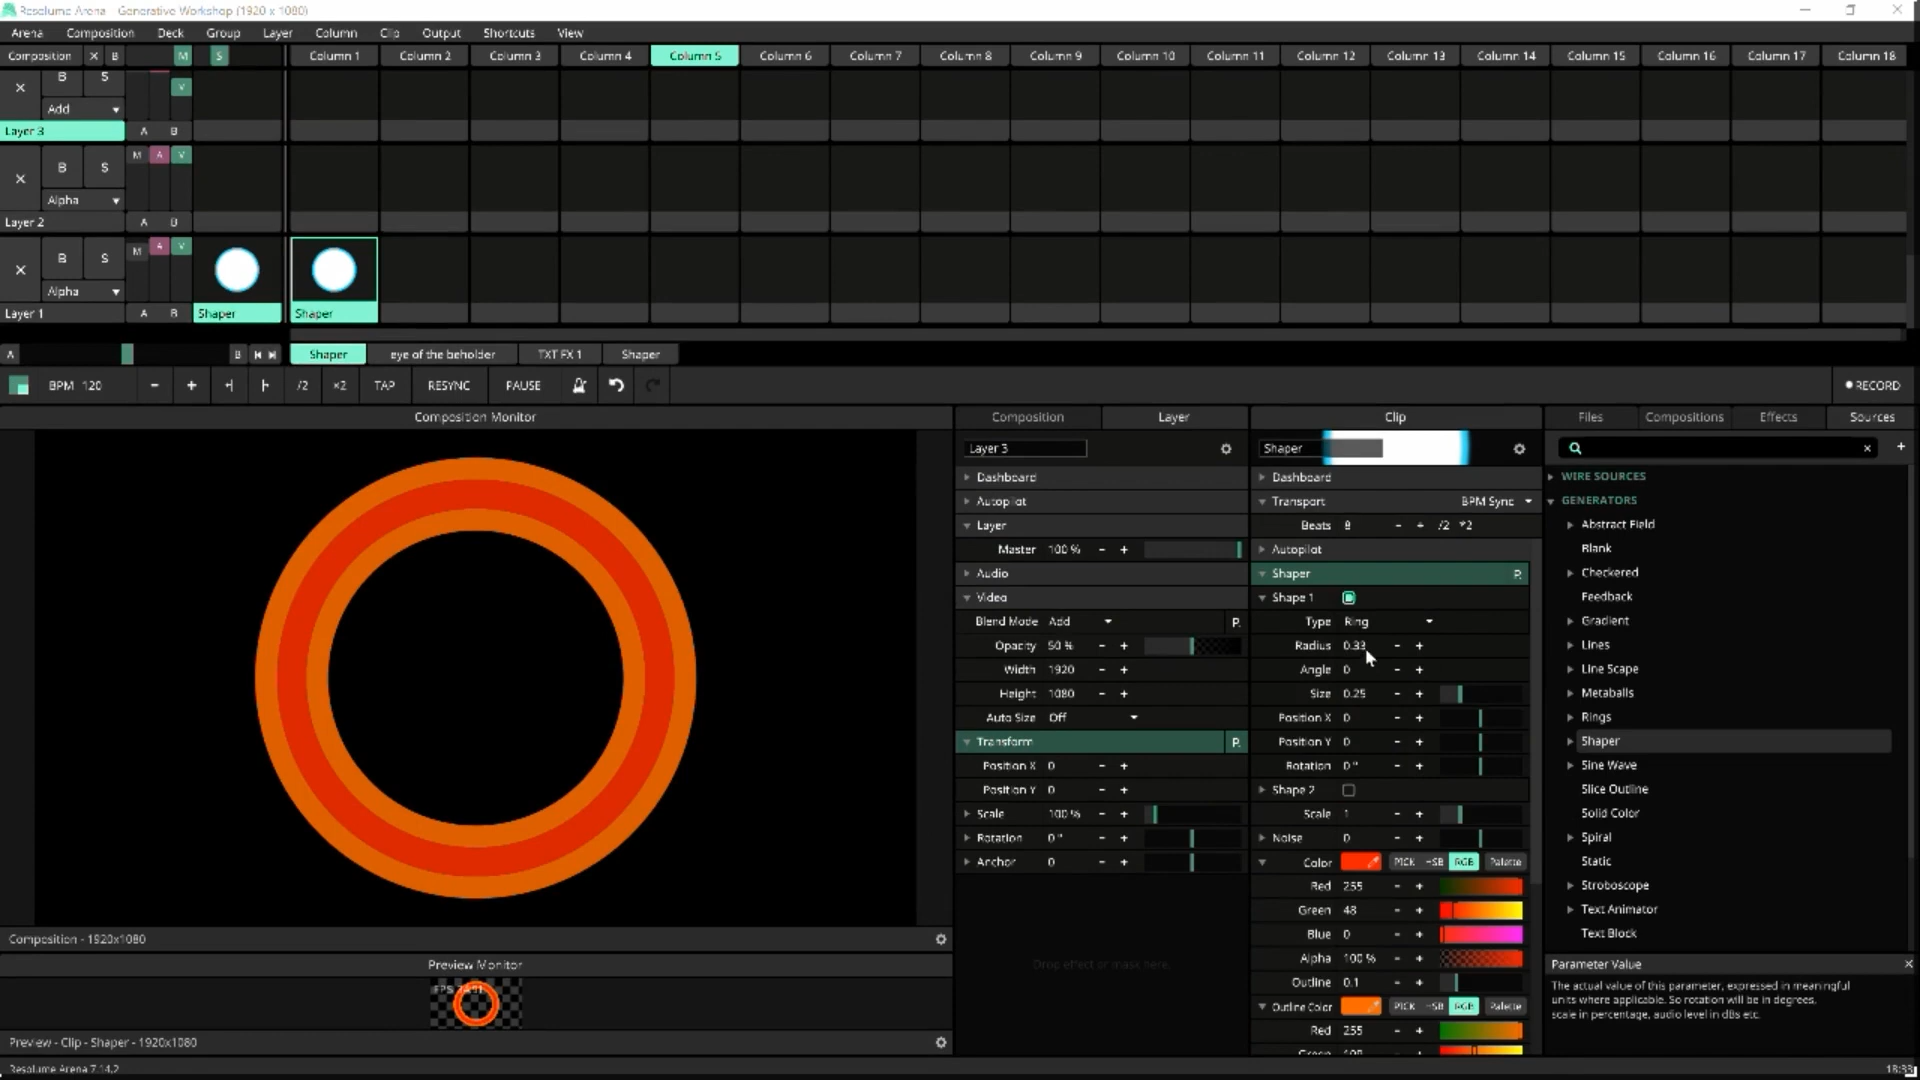 Resolume Arena - Generative Workshop (1920 x 1080)
Arena Composition Deck Group Layer Column Clip Output Shortcuts View
Composition X B M S Column 1 Column 2 Column 3 Column 4 Column 5 Column 6 Column 7 Column 8 Column 9 Column 10 Column 11 Column 12 Column 13 Column 14 Column 15 Column 16 Column 17 Column 18
B S V
Add
Layer 3 A B
M A V
B S
Alpha
Layer 2 A B
M A V
B S
Alpha
Layer 1 A B Shaper Shaper
A B Shaper eye of the beholder TXT FX 1 Shaper
BPM 120 - + /2 ×2 TAP RESYNC PAUSE RECORD
Composition Monitor Composition Layer Clip Files Compositions Effects Sources
Layer 3 Shaper
Dashboard Dashboard WIRE SOURCES
Autopilot Transport BPM Sync GENERATORS
Layer Beats 8 - + /2 *2 Abstract Field
Master 100 % - + Autopilot Blank
Audio Shaper P. Checkered
Video Shape 1 Feedback
Blend Mode Add P. Type Ring Gradient
Opacity 50 % - + Radius 0.33 - + Lines
Width 1920 - + Angle 0 - + Line Scape
Height 1080 - + Size 0.25 - + Metaballs
Auto Size Off Position X 0 - + Rings
Transform P. Position Y 0 - + Shaper
Position X 0 - + Rotation 0 ° - + Sine Wave
Position Y 0 - + Shape 2 Slice Outline
Scale 100 % - + Scale 1 - + Solid Color
Rotation 0 ° - + Noise 0 - + Spiral
Anchor 0 - + Color PICK RGB Palette Static
Red 255 - + Stroboscope
Green 48 - + Text Animator
Blue 0 - + Text Block
Drop effect or mask here.
Alpha 100 % - +
Outline 0.1 - +
Outline Color PICK RGB Palette
Red 255 - +
Composition - 1920x1080
Preview Monitor
Preview - Clip - Shaper - 1920x1080
Parameter Value
The actual value of this parameter, expressed in meaningful
units where applicable. So rotation will be in degrees,
scale in percentage, audio level in dBs etc.
Resolume Arena 7.14.2